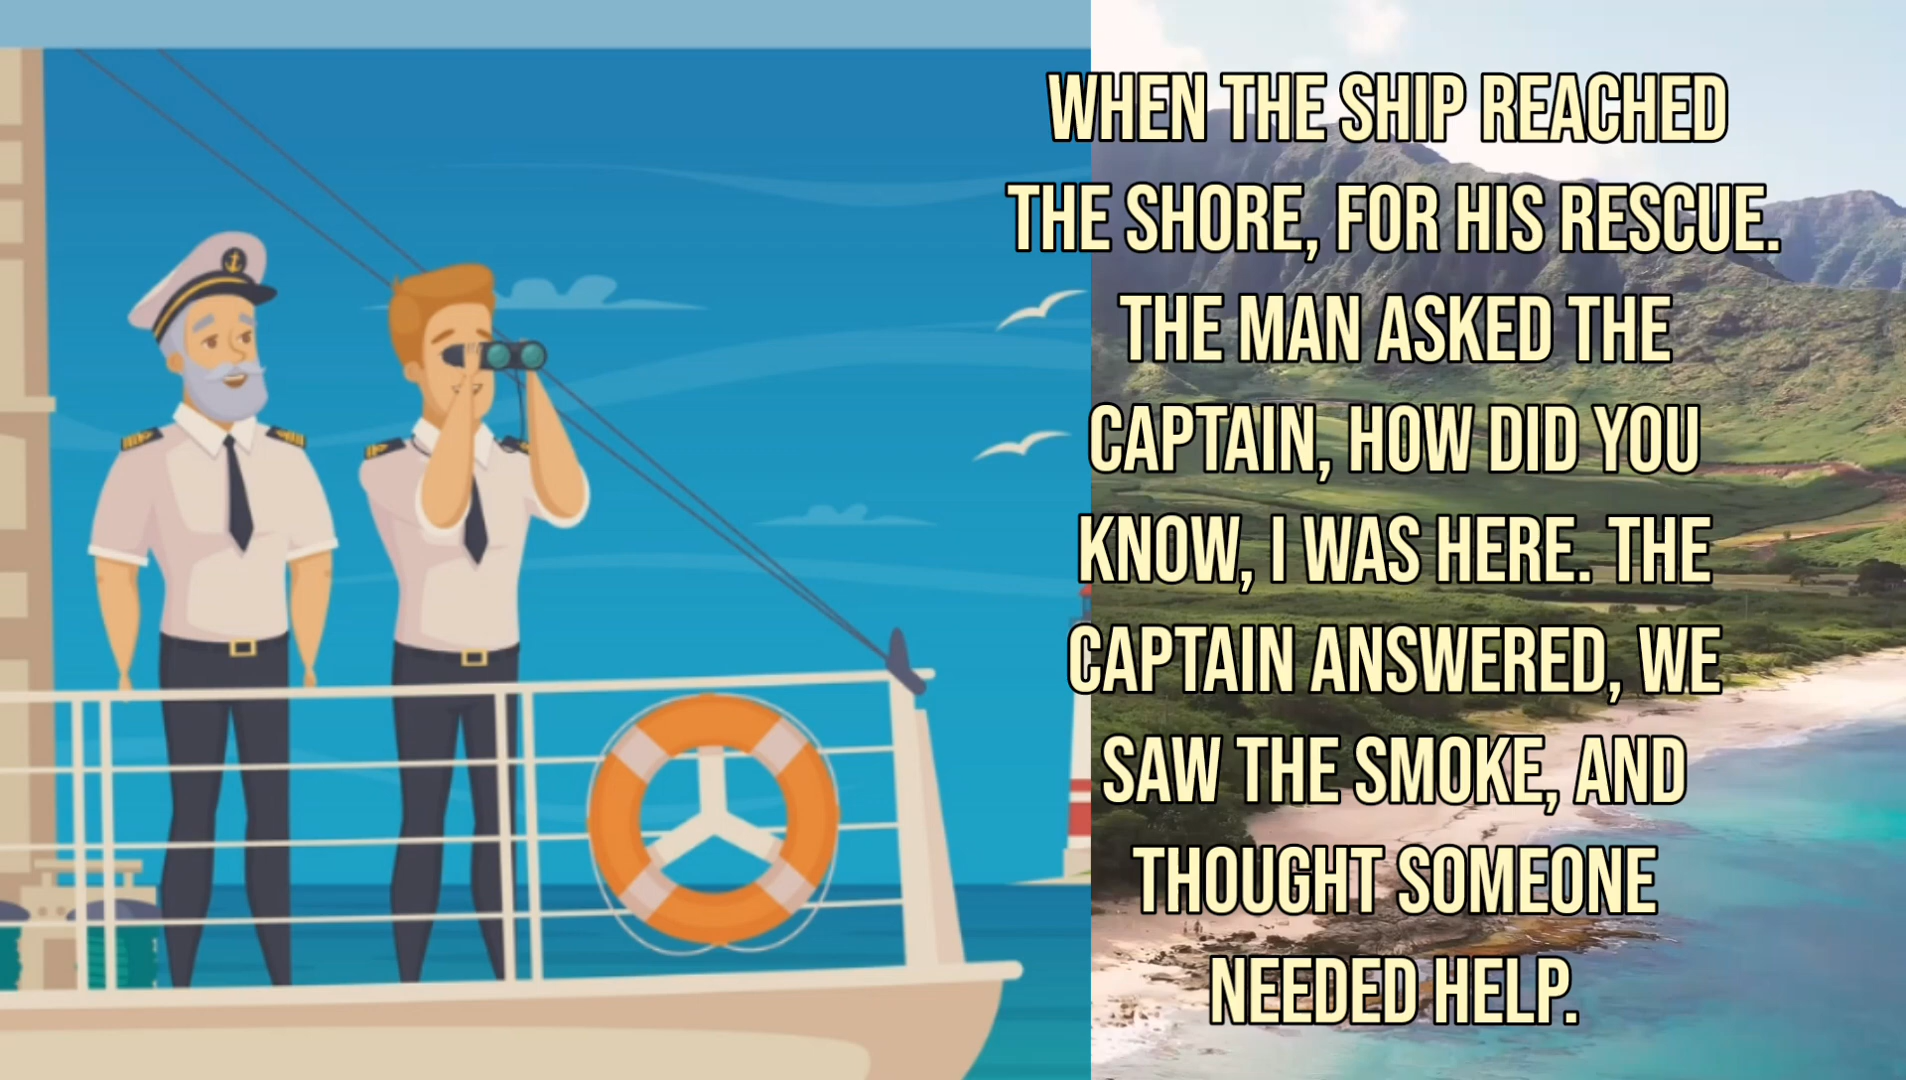 WHEN THE SHIP REACHED
THE SHORE, FOR HIS RESCUE.
THE MAN ASKED THE
CAPTAIN, HOW DID YOU
KNOW, I WAS HERE. THE
CAPTAIN ANSWERED, WE
SAW THE SMOKE, AND
THOUGHT SOMEONE
NEEDED HELP.